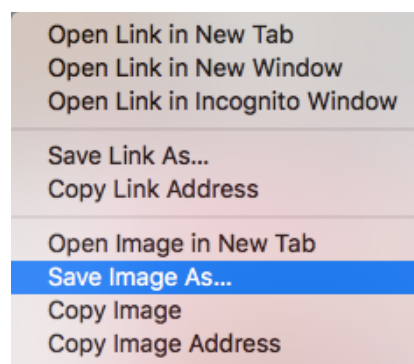 Open Link in New Tab
Open Link in New Window
Open Link in Incognito Window
Save Link As...
Copy Link Address
Open Image in New Tab
Save Image As...
Copy Image
Copy Image Address